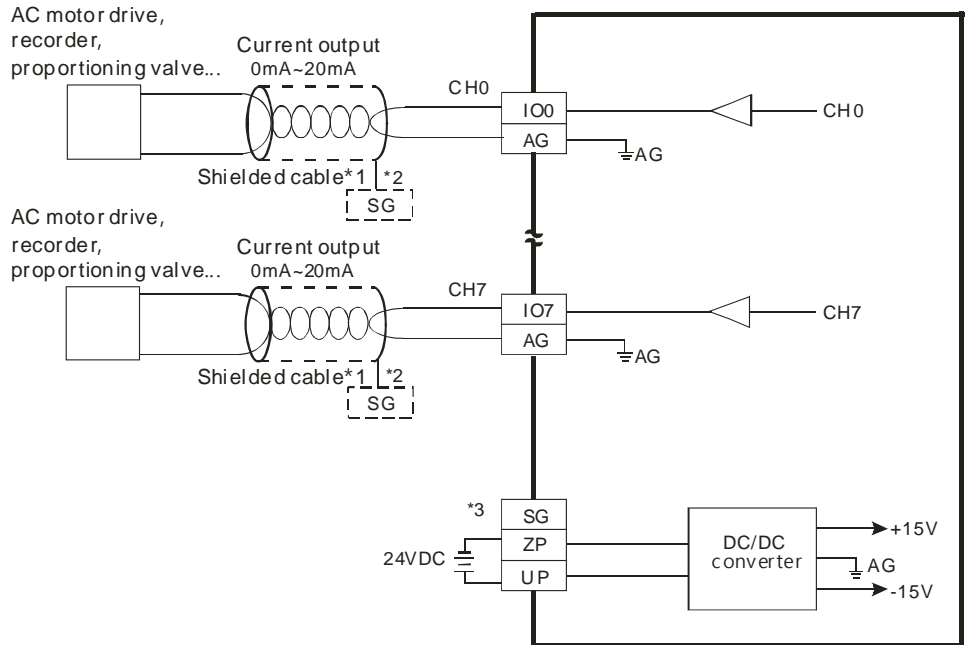 AC motor drive,
recorder,
proportioning valve...
Current output
0mA~20mA
CH0
IO0
AG
CH0
AG
Shielded cable*1
*2
SG
AC motor drive,
recorder,
proportioning valve...
Current output
0mA~20mA
CH7
IO7
AG
CH7
AG
Shielded cable*1
*2
SG
*3
SG
ZP
UP
24VDC
DC/DC
converter
+15V
AG
-15V